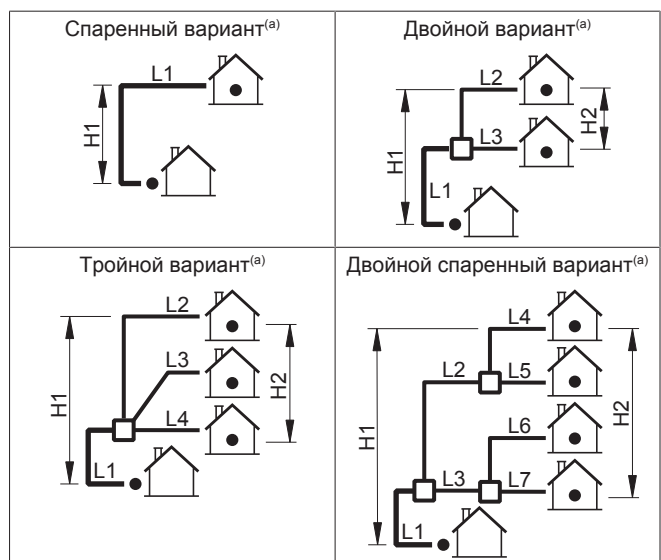 Спаренный вариант(a)
L1
H1
Двойной вариант(a)
L2
H2
H1
L3
L1
Тройной вариант(a)
L2
L3
H1
H2
L4
L1
Двойной спаренный вариант(a)
L4
L2
L5
H1
H2
L6
L3
L7
L1